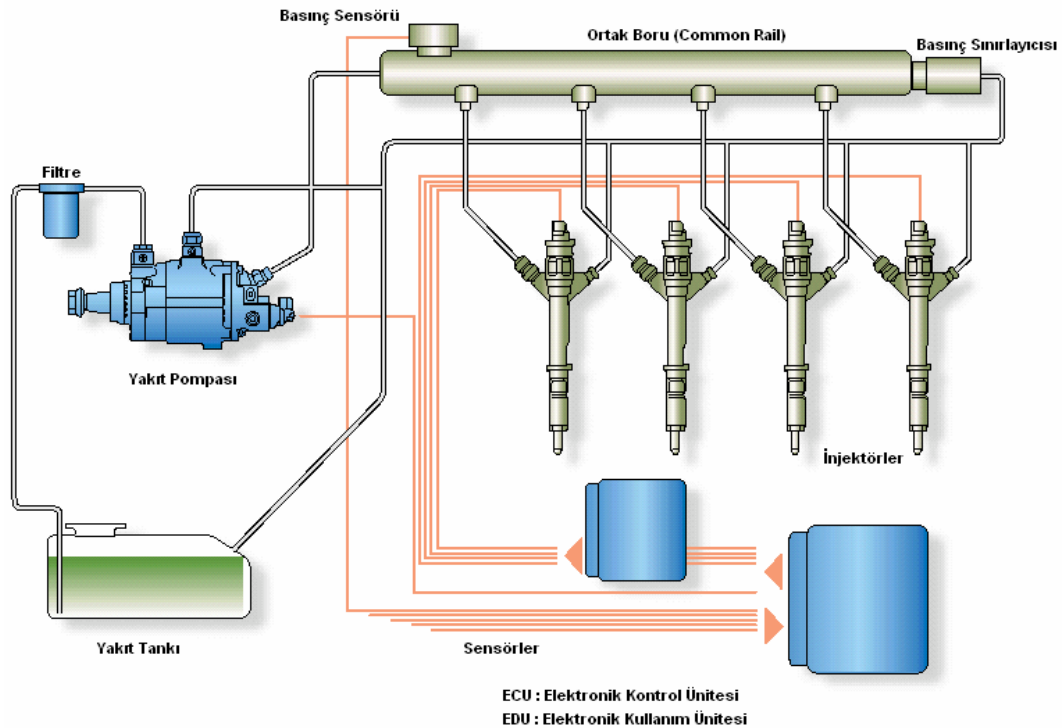 Basınç Sensörü
Ortak Boru (Common Rail)
Basınç Sınırlayıcısı
Filtre
Yakıt Pompası
İnjektörler
Yakıt Tankı
Sensörler
ECU : Elektronik Kontrol Ünitesi
EDU : Elektronik Kullanım Ünitesi